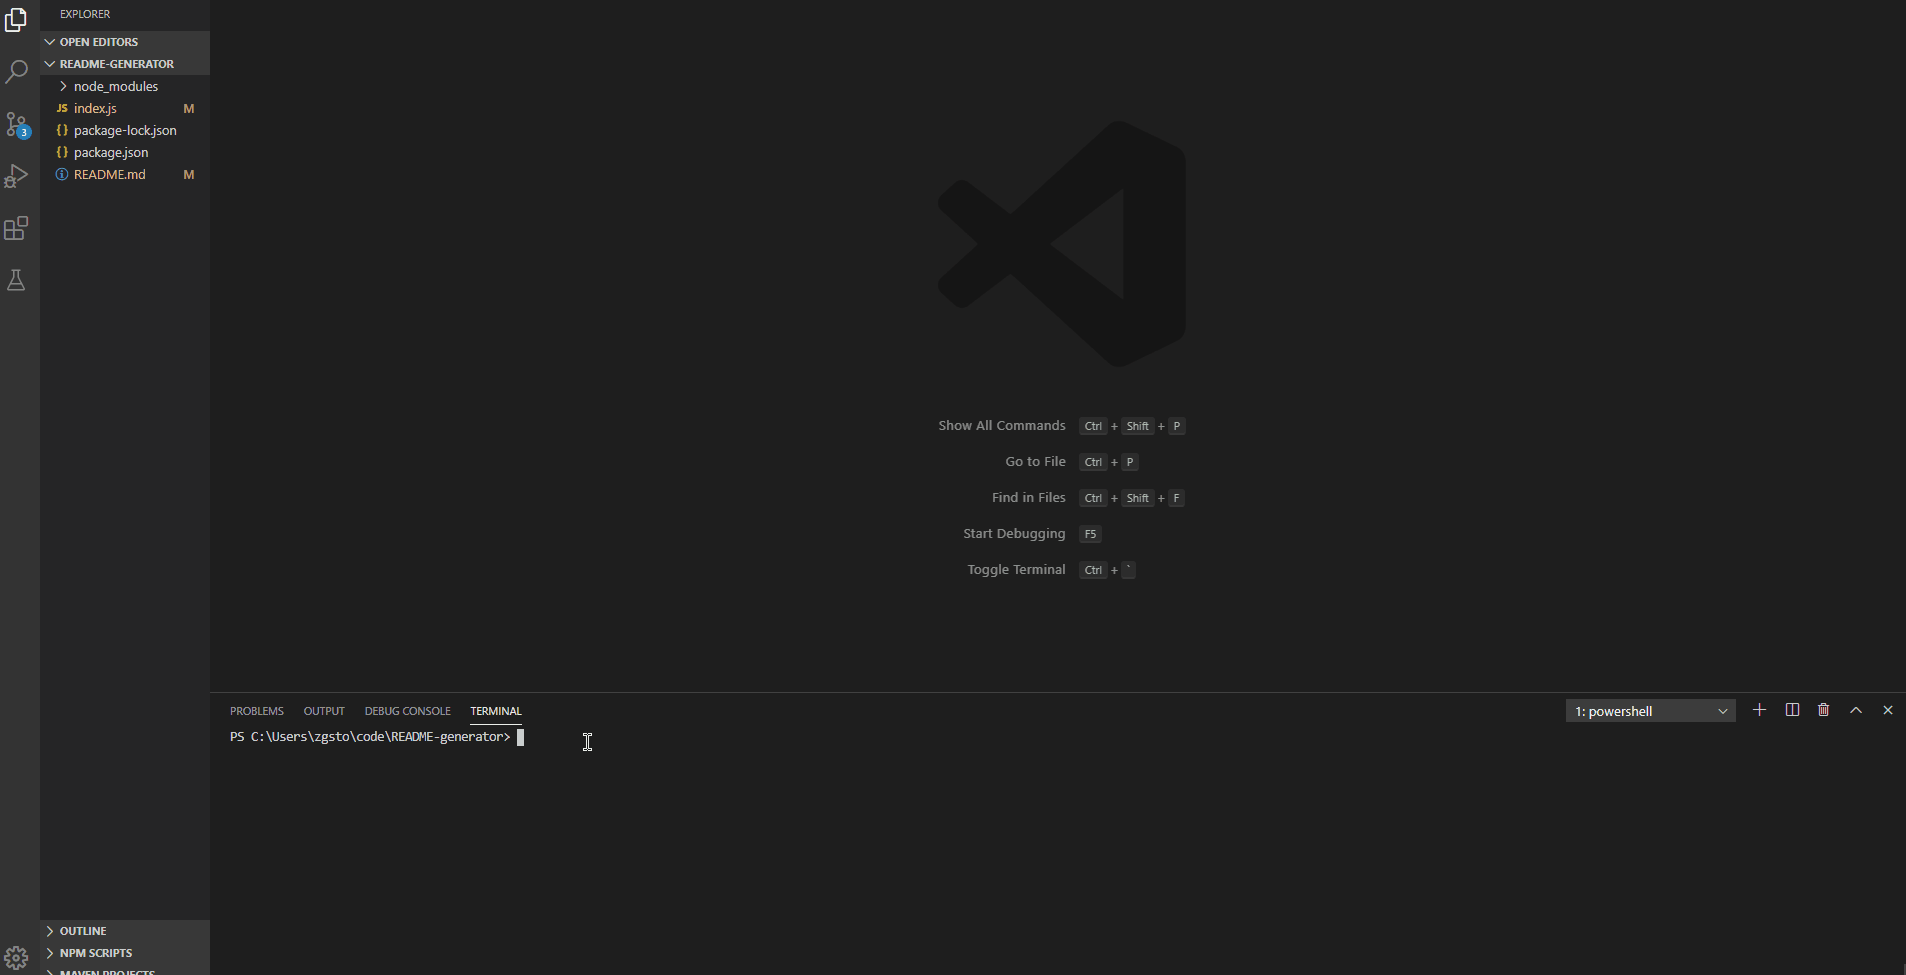 EXPLORER
OPEN EDITORS
README-GENERATOR
node_modules
JS index.js M
{} package-lock.json
3
{} package.json
README.md M
Show All Commands Ctrl + Shift + P
Go to File Ctrl + P
Find in Files Ctrl + Shift + F
Start Debugging F5
Toggle Terminal Ctrl + `
PROBLEMS OUTPUT DEBUG CONSOLE TERMINAL 1: powershell
PS C:\Users\zgsto\code\README-generator>
OUTLINE
NPM SCRIPTS
MAVEN PROJECTS